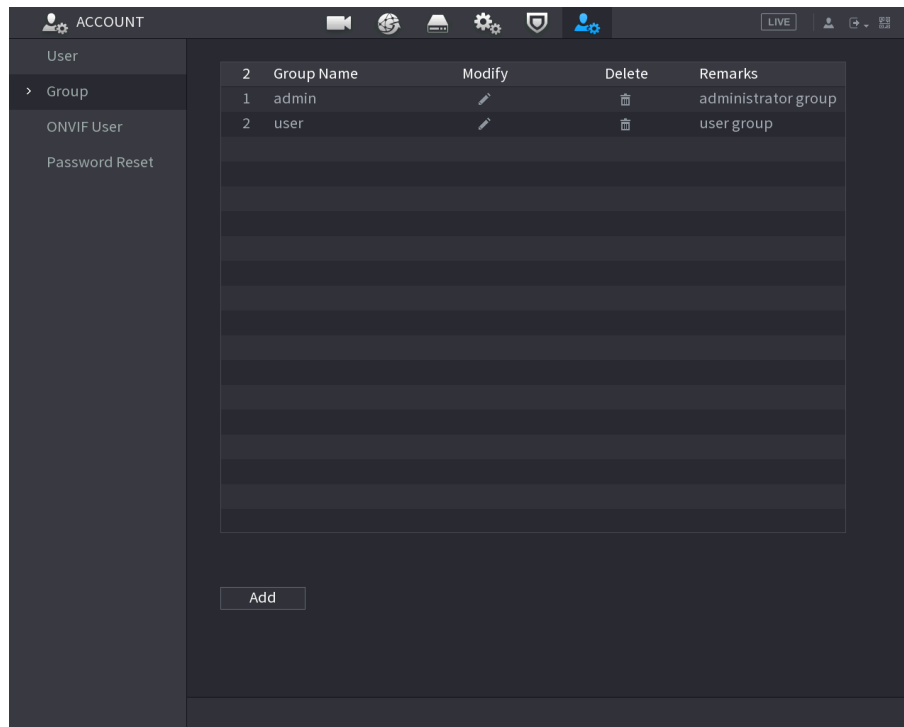 ACCOUNT
LIVE
User
Group
ONVIF User
Password Reset
2 Group Name Modify Delete Remarks
1 admin administrator group
2 user user group
Add